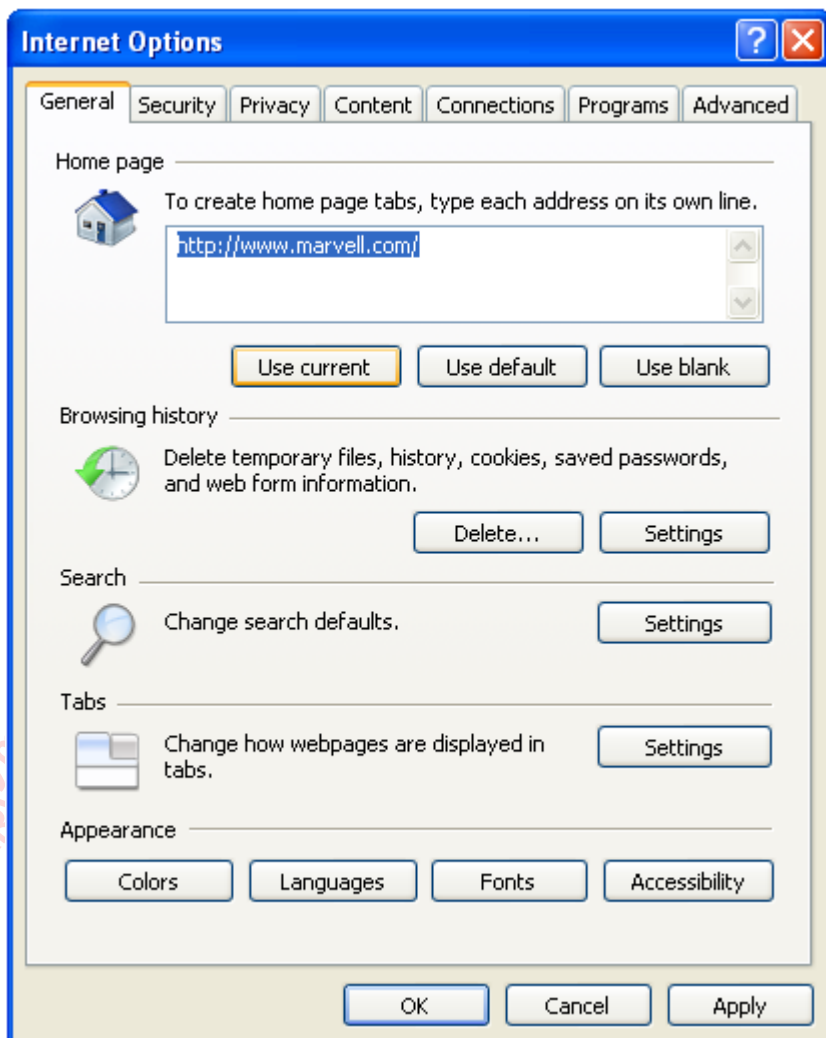 Internet Options
General Security Privacy Content Connections Programs Advanced
Home page
To create home page tabs, type each address on its own line.
http://www.marvell.com/
Use current Use default Use blank
Browsing history
Delete temporary files, history, cookies, saved passwords,
and web form information.
Delete... Settings
Search
Change search defaults. Settings
Tabs
Change how webpages are displayed in
tabs.
Settings
Appearance
Colors Languages Fonts Accessibility
OK Cancel Apply